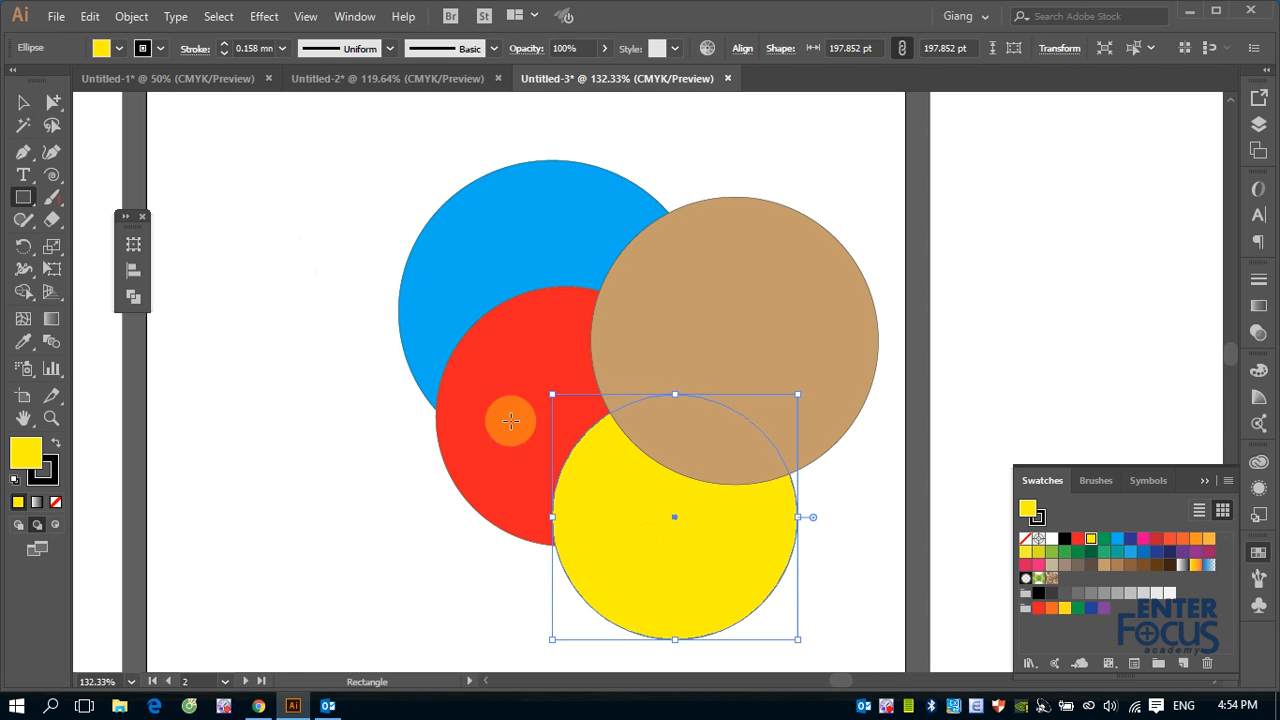 Ai File Edit Object Type Select Effect View Window Help Br St Giang Search Adobe Stock
Ellipse Stroke: 0.158 mn Uniform Basic Opacity: 100% Style: Align Shape: 197.852 pt 197.852 pt Transform
Untitled-1* @ 50% (CMYK/Preview) × Untitled-2* @ 119.64% (CMYK/Preview) × Untitled-3* @ 132.33% (CMYK/Preview) ×
Swatches Brushes Symbols
ENTER
FOCUS
academy
132.33% 2 Rectangle
Ai ENG 4:54 PM